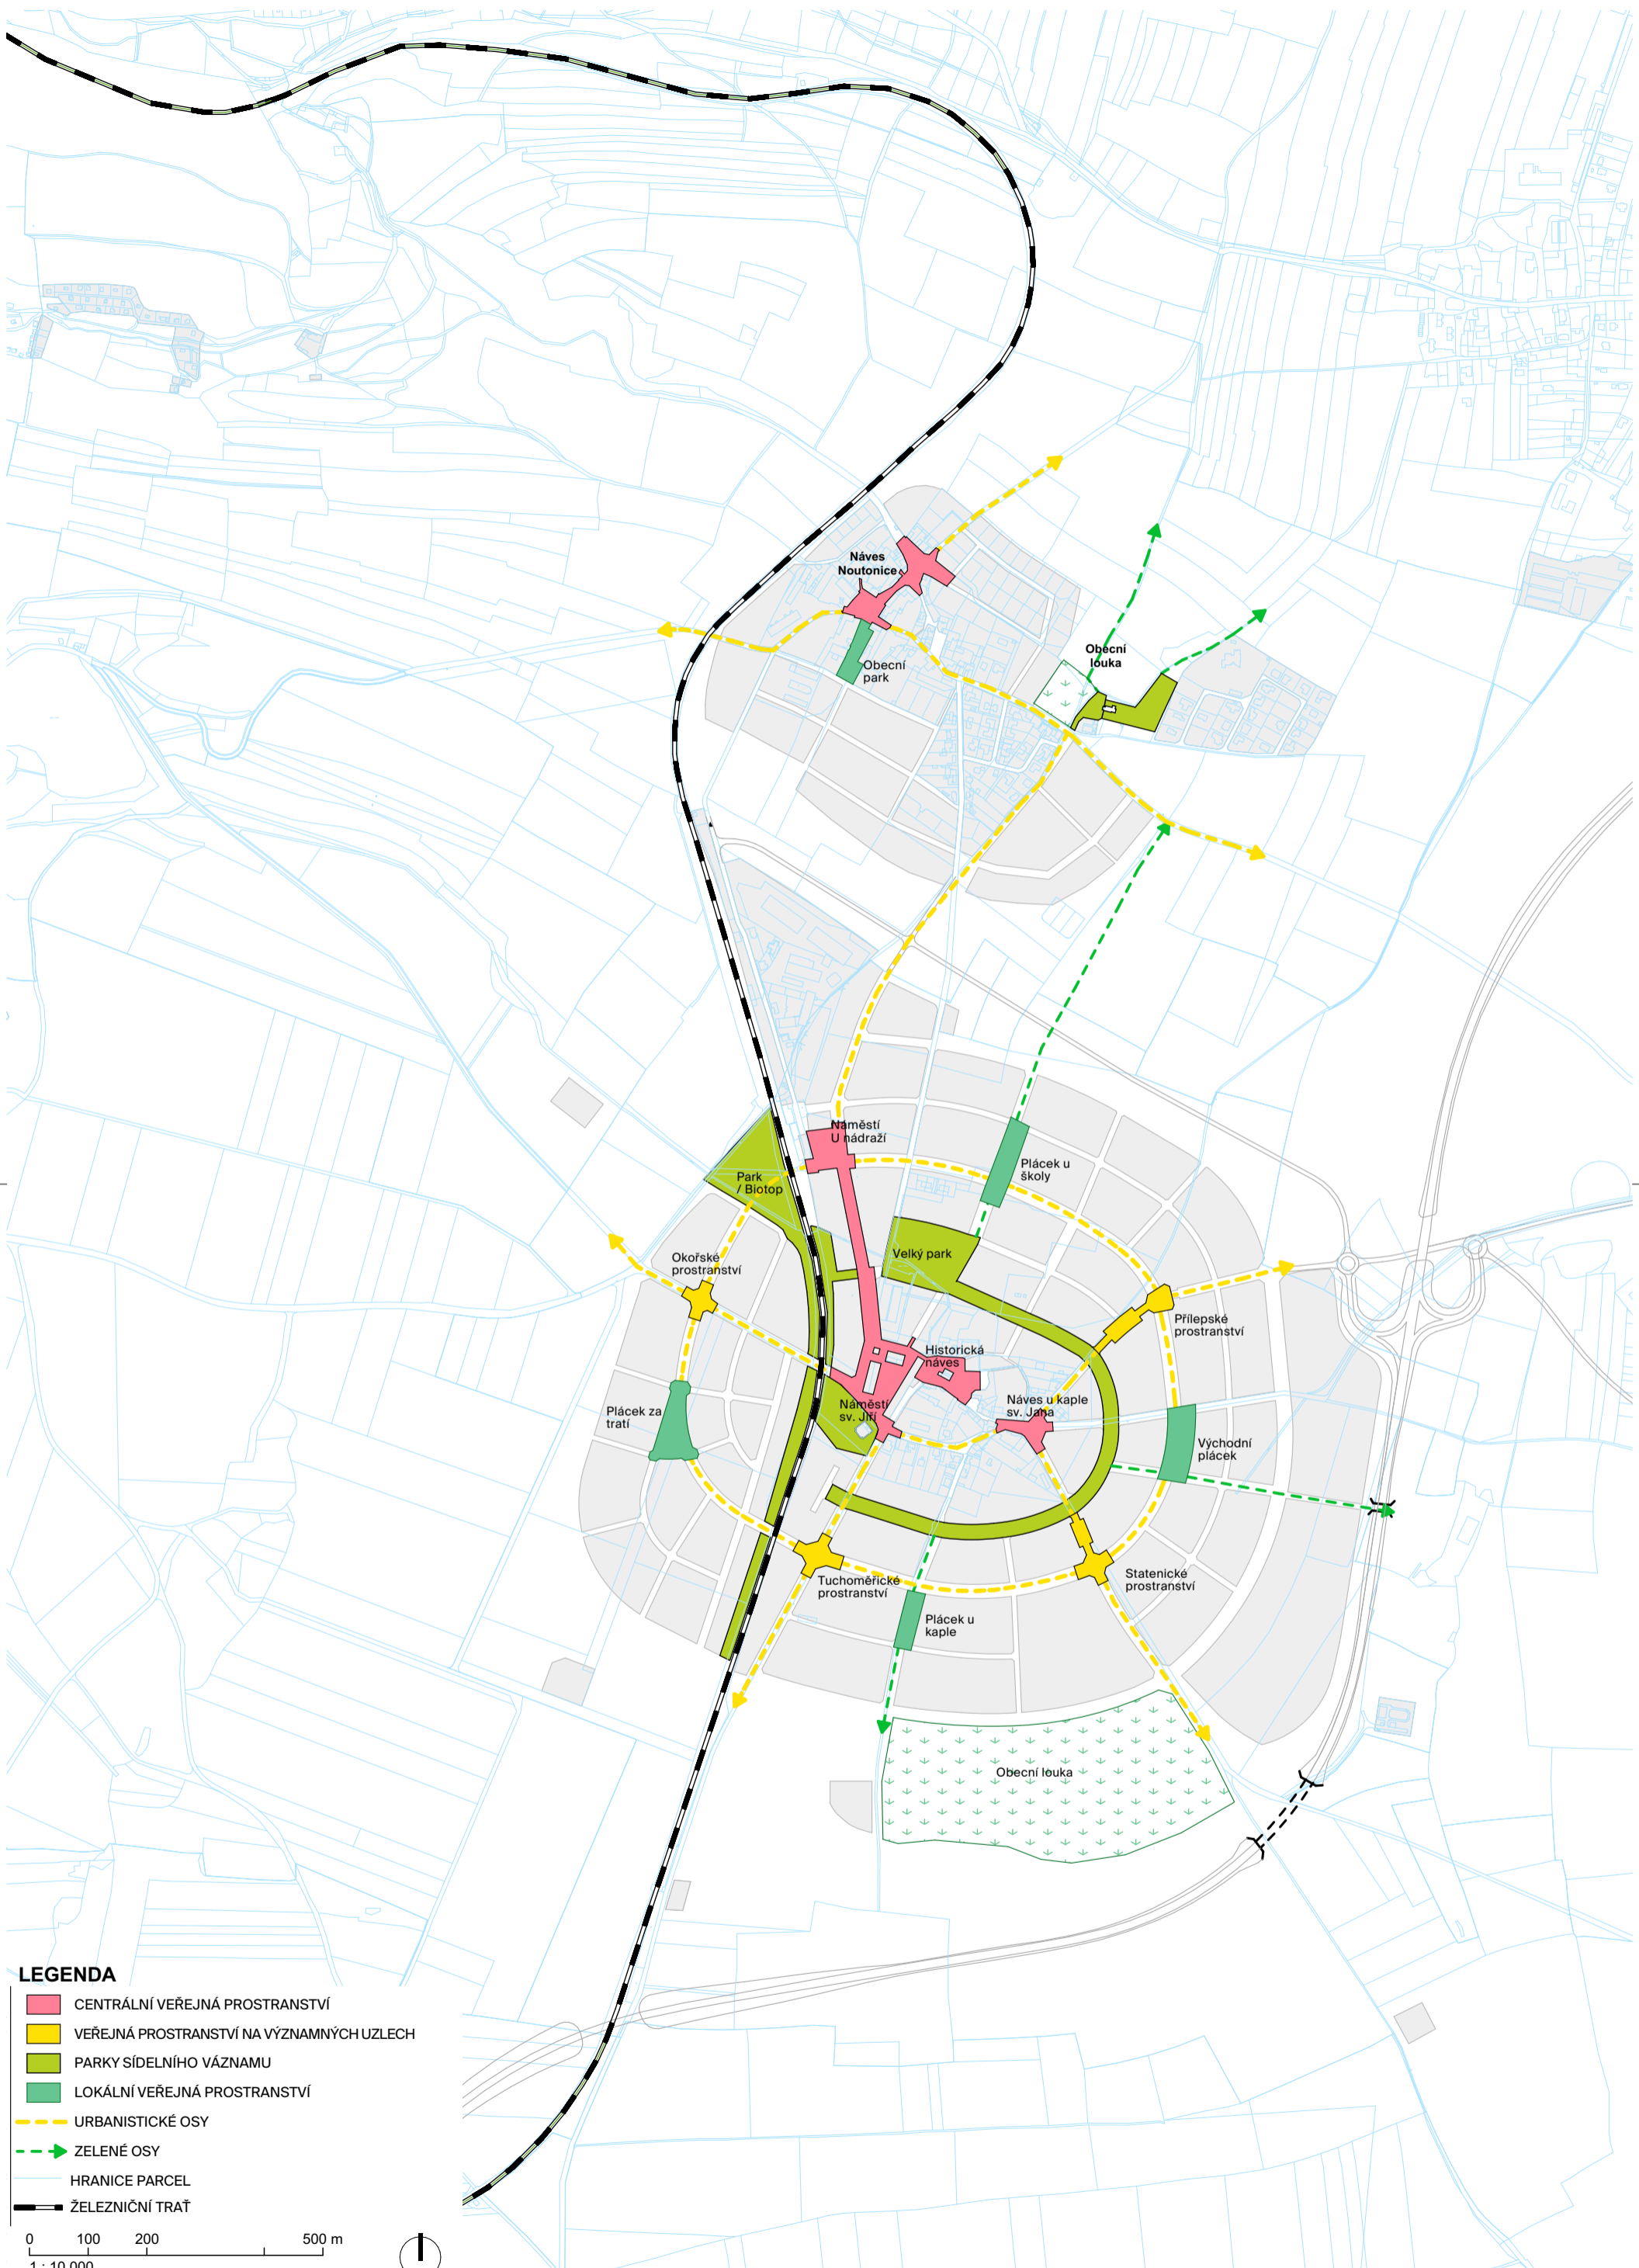 Náves
Noutonice
Obecní
park
Obecní
louka
Náměstí
U nádraží
Plácek u
školy
Park
/ Biotop
Velký park
Okořské
prostranství
Přílepské
prostranství
Historická
náves
Náves u kaple
sv. Jana
Náměstí
sv. Jiří
Plácek za
tratí
Východní
plácek
Tuchoměřické
prostranství
Statenické
prostranství
Plácek u
kaple
Obecní louka
LEGENDA
CENTRÁLNÍ VEŘEJNÁ PROSTRANSTVÍ
VEŘEJNÁ PROSTRANSTVÍ NA VÝZNAMNÝCH UZLECH
PARKY SÍDELNÍHO VÁZNAMU
LOKÁLNÍ VEŘEJNÁ PROSTRANSTVÍ
URBANISTICKÉ OSY
ZELENÉ OSY
HRANICE PARCEL
ŽELEZNIČNÍ TRAŤ
0 100 200 500 m
1 : 10 000